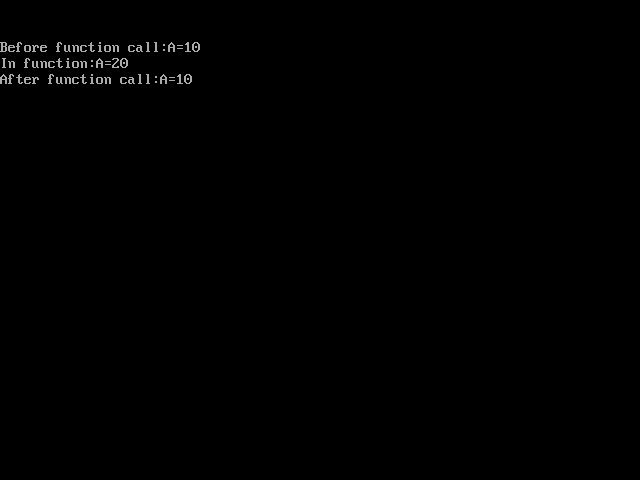 Before function call:A=10
In function:A=20
After function call:A=10